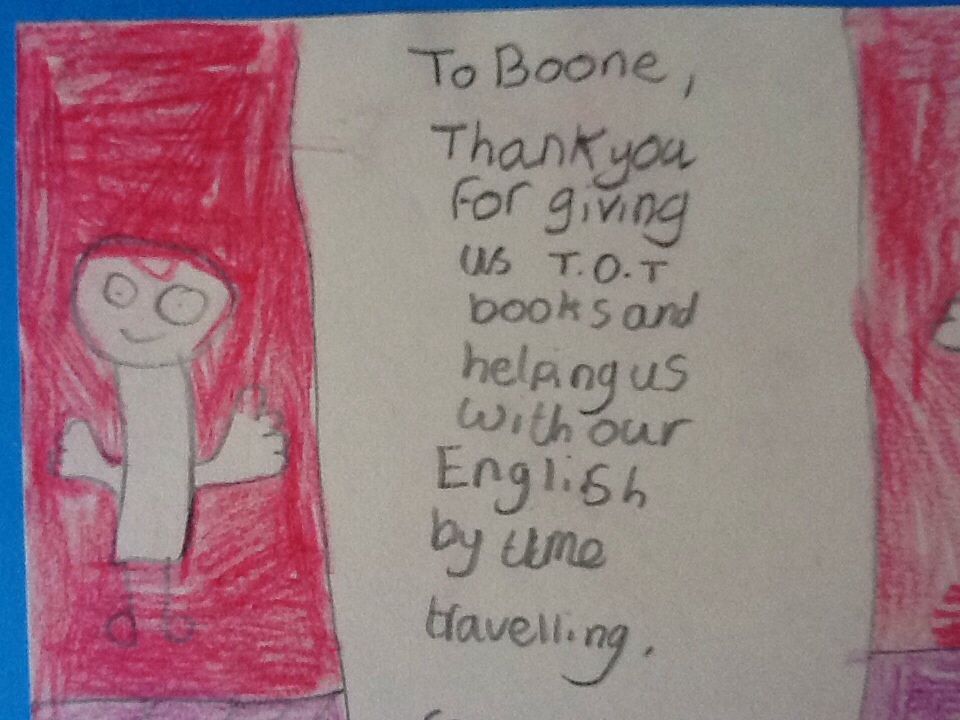 To Boone,
Thankyou
For giving
us T.O.T
books and
helping us
with our
English
by time
travelling.